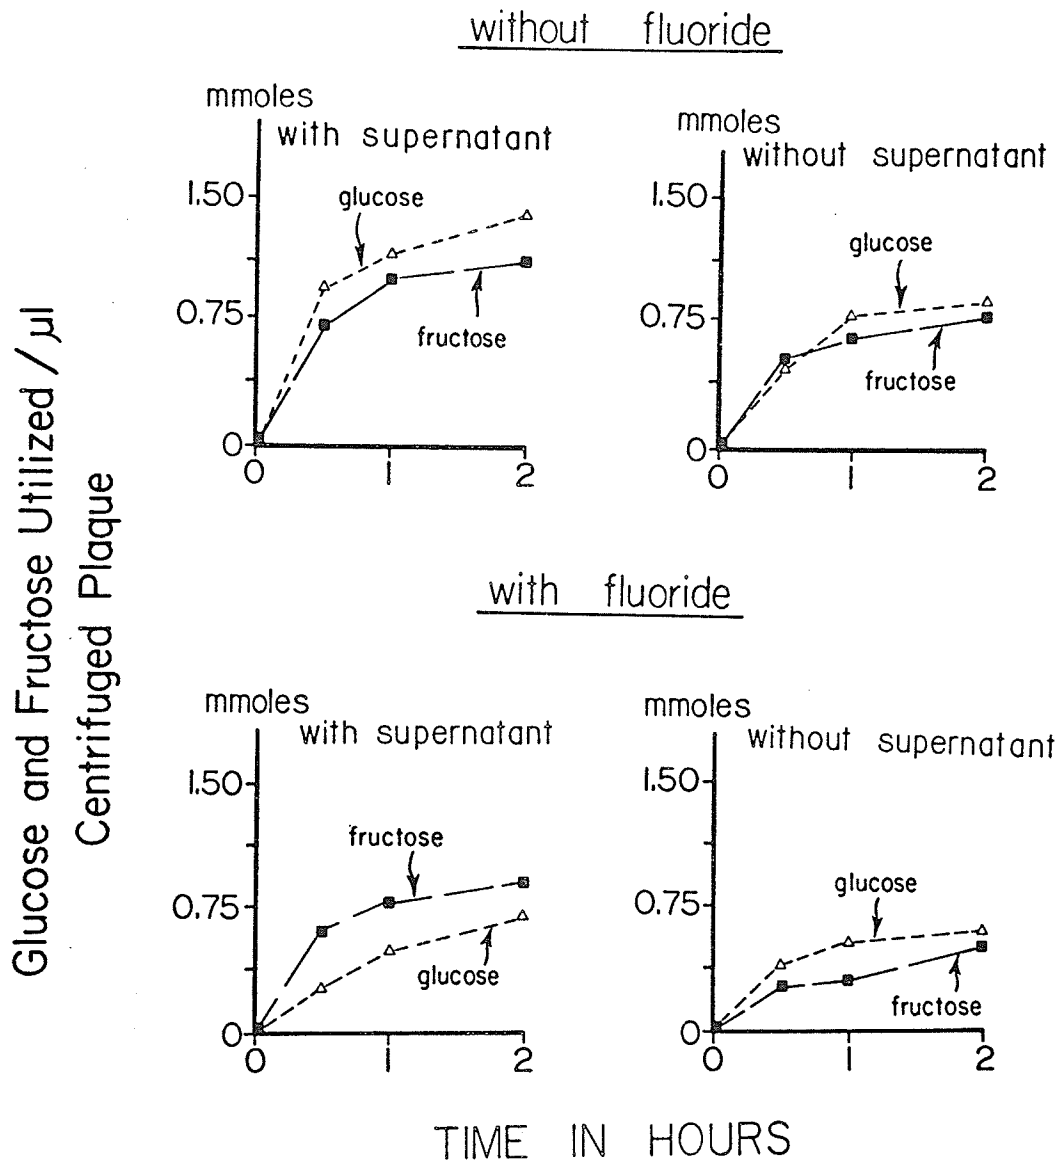 without fluoride
mmoles
with supernatant
1.50
glucose
0.75
fructose
0
0 1 2
mmoles
without supernatant
1.50
glucose
0.75
fructose
0
0 1 2
Glucose and Fructose Utilized / μl
Centrifuged Plaque
with fluoride
mmoles
with supernatant
1.50
fructose
0.75
glucose
0
0 1 2
mmoles
without supernatant
1.50
glucose
0.75
fructose
0
0 1 2
TIME IN HOURS